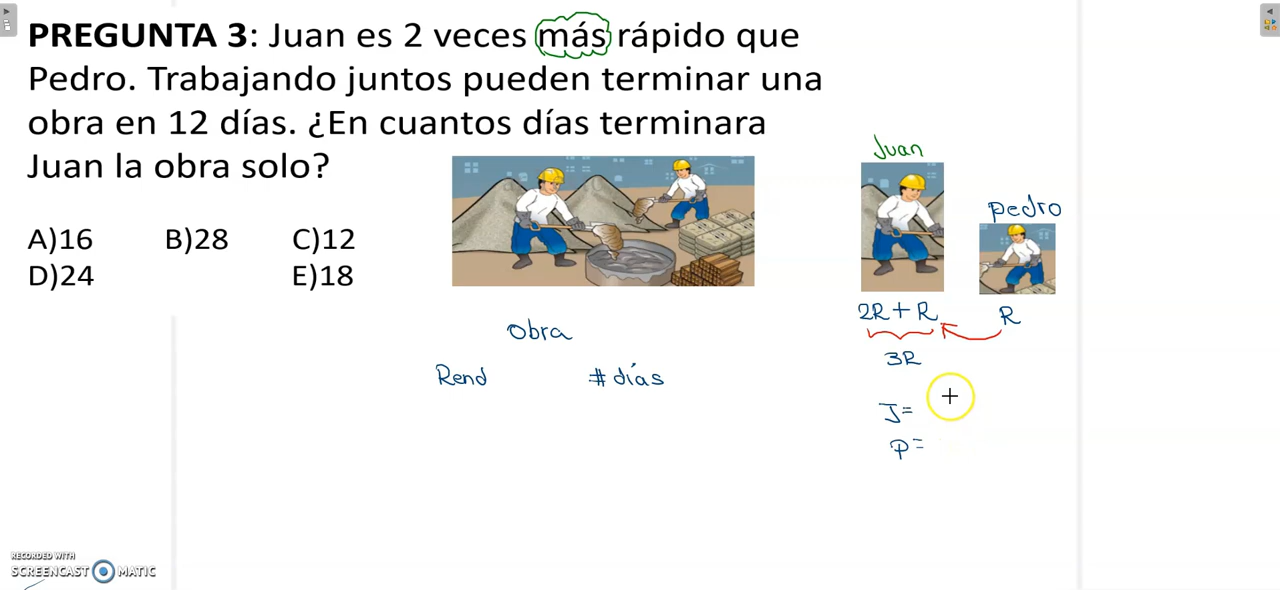 PREGUNTA 3: Juan es 2 veces más rápido que
Pedro. Trabajando juntos pueden terminar una
obra en 12 días. ¿En cuantos días terminara
Juan la obra solo?
A)16 B)28 C)12
D)24 E)18
Juan
Pedro
2R + R
R
3R
Obra
Rend # días
J=
P=
RECORDED WITH
SCREENCAST MATIC